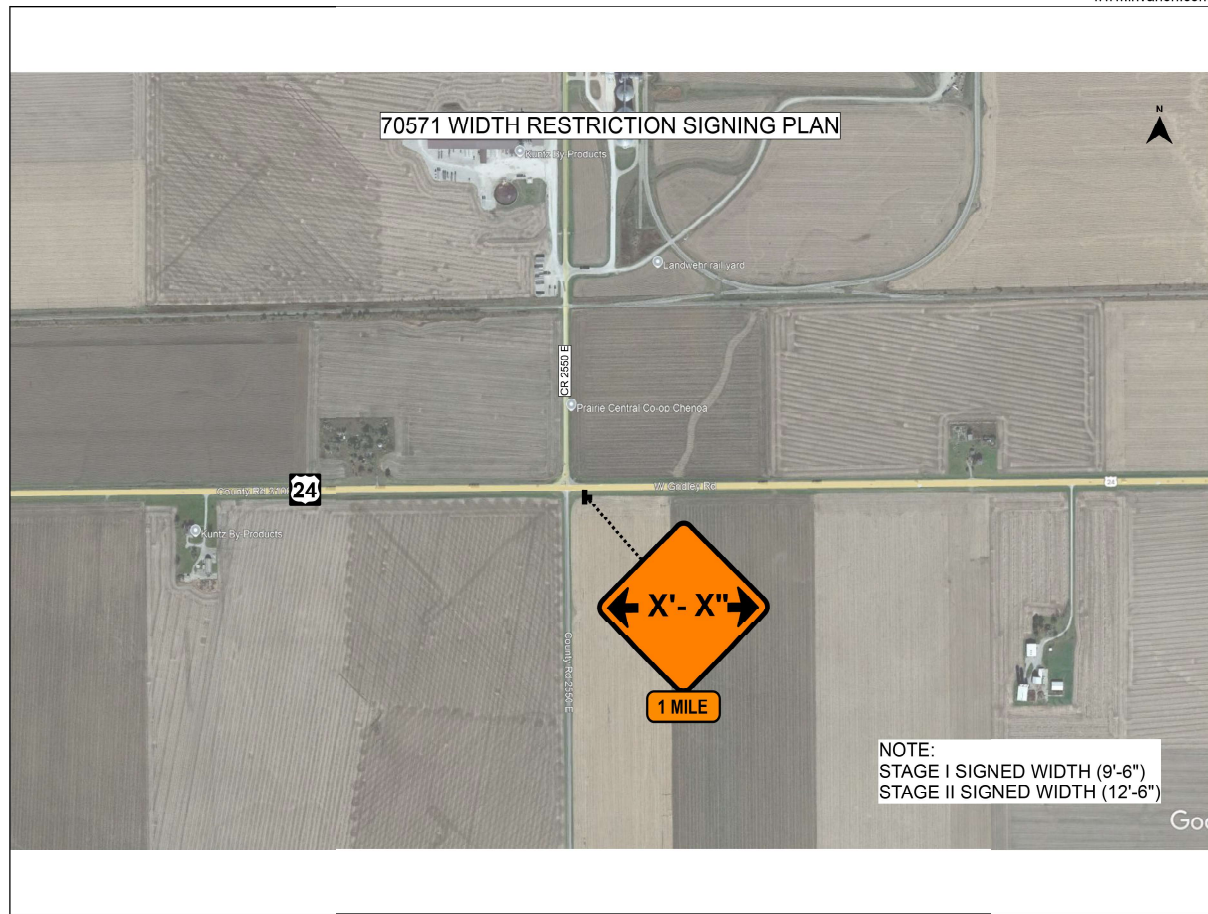 70571 WIDTH RESTRICTION SIGNING PLAN
N
Kuntz By-Products
Landwehr railyard
CR 2550 E
Prairie Central Co-op Chenoa
24
W Gridley Rd
24
Kuntz By-Products
X'- X"
1 MILE
County Rd 2550 E
NOTE:
STAGE I SIGNED WIDTH (9'-6")
STAGE II SIGNED WIDTH (12'-6")
Goo